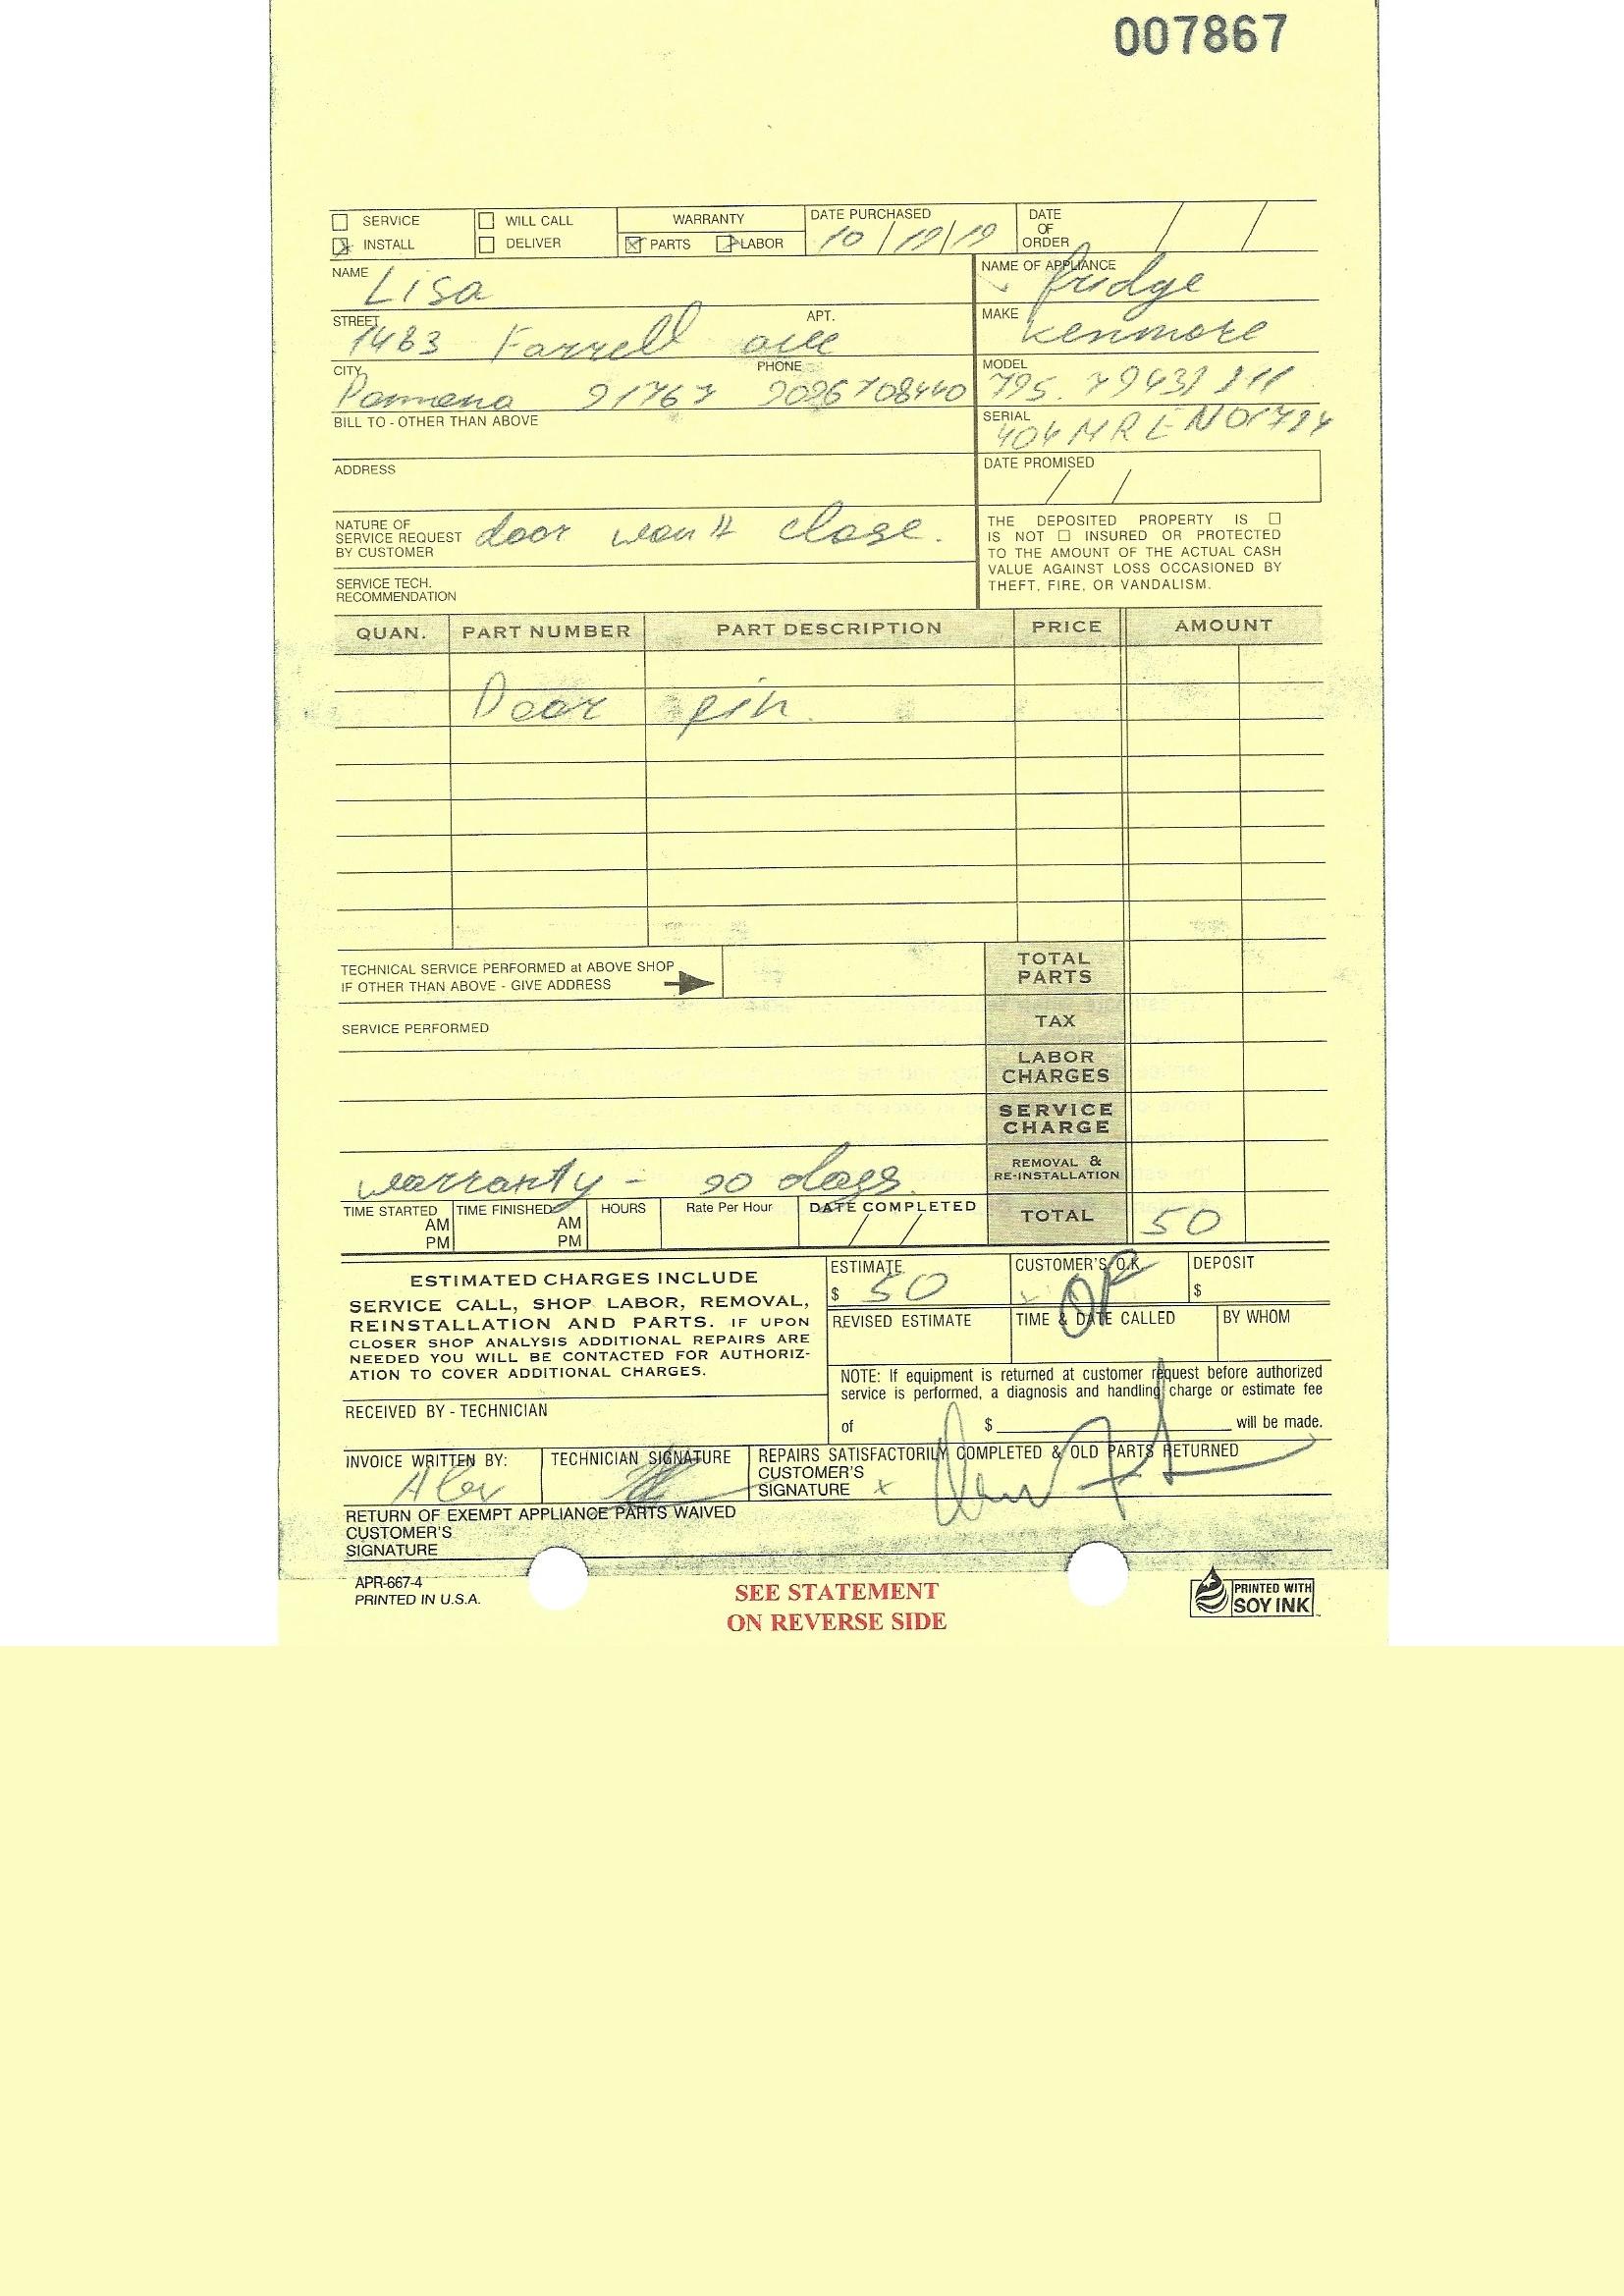 007867
SERVICE WILL CALL WARRANTY DATE PURCHASED DATE OF ORDER
INSTALL DELIVER PARTS LABOR 10/19/19
NAME Lisa NAME OF APPLIANCE fridge
STREET 1463 Farrell ave APT. MAKE kenmore
CITY Pomona 91767 PHONE 9096708440 MODEL 795.
BILL TO - OTHER THAN ABOVE SERIAL
ADDRESS DATE PROMISED / /
NATURE OF
SERVICE REQUEST door won't close.
BY CUSTOMER
THE DEPOSITED PROPERTY IS
IS NOT INSURED OR PROTECTED
TO THE AMOUNT OF THE ACTUAL CASH
VALUE AGAINST LOSS OCCASIONED BY
THEFT, FIRE, OR VANDALISM.
SERVICE TECH.
RECOMMENDATION
QUAN. PART NUMBER PART DESCRIPTION PRICE AMOUNT
Door pin.
TECHNICAL SERVICE PERFORMED at ABOVE SHOP
IF OTHER THAN ABOVE - GIVE ADDRESS
TOTAL
PARTS
SERVICE PERFORMED
TAX
LABOR
CHARGES
SERVICE
CHARGE
REMOVAL &
RE-INSTALLATION
warranty - 90 days.
TIME STARTED TIME FINISHED HOURS Rate Per Hour DATE COMPLETED TOTAL 50
AM AM / /
PM PM
ESTIMATED CHARGES INCLUDE
SERVICE CALL, SHOP LABOR, REMOVAL,
REINSTALLATION AND PARTS. IF UPON
CLOSER SHOP ANALYSIS ADDITIONAL REPAIRS ARE
NEEDED YOU WILL BE CONTACTED FOR AUTHORIZ-
ATION TO COVER ADDITIONAL CHARGES.
ESTIMATE CUSTOMER'S O.K. DEPOSIT
$ 50 OK $
REVISED ESTIMATE TIME & DATE CALLED BY WHOM
NOTE: If equipment is returned at customer request before authorized
service is performed, a diagnosis and handling charge or estimate fee
of $ will be made.
RECEIVED BY - TECHNICIAN
INVOICE WRITTEN BY: TECHNICIAN SIGNATURE REPAIRS SATISFACTORILY COMPLETED & OLD PARTS RETURNED
Alex CUSTOMER'S
SIGNATURE x
RETURN OF EXEMPT APPLIANCE PARTS WAIVED
CUSTOMER'S
SIGNATURE
APR-667-4
PRINTED IN U.S.A.
SEE STATEMENT
ON REVERSE SIDE
PRINTED WITH
SOY INK